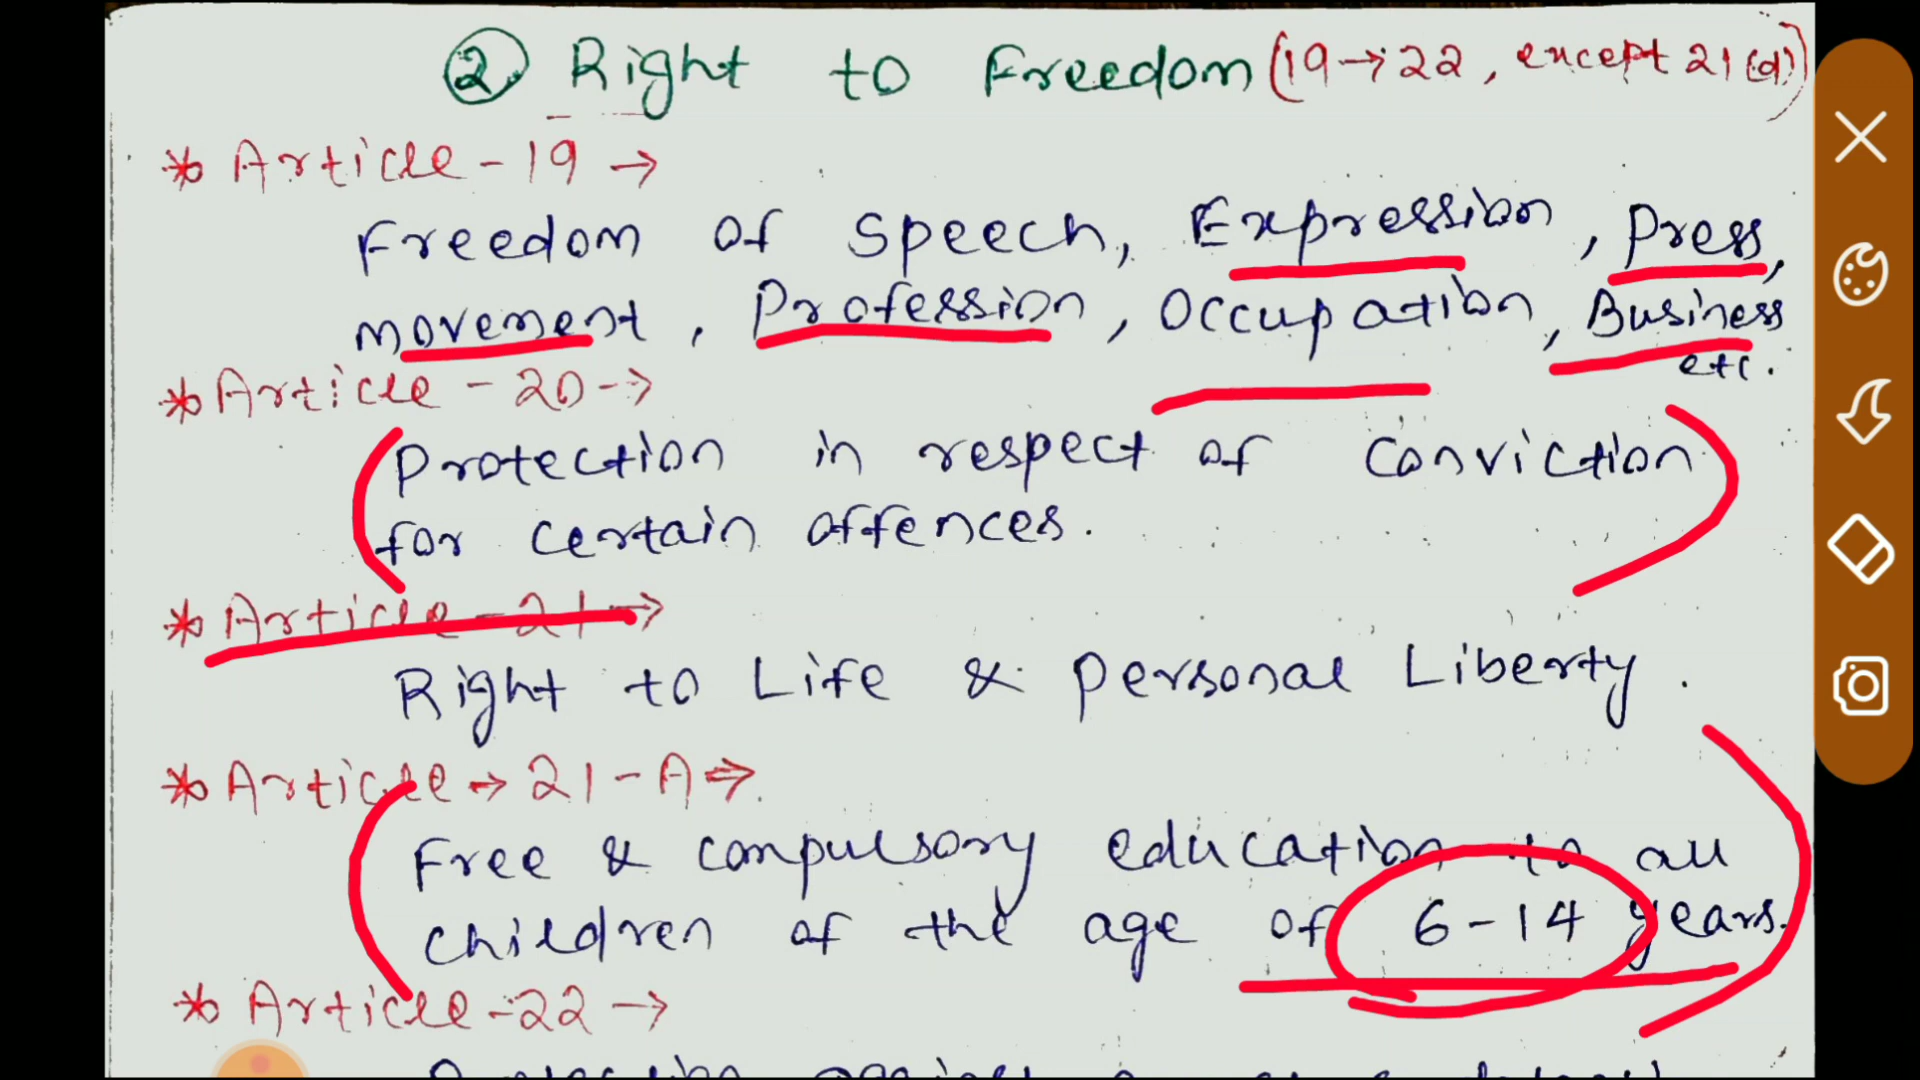 ② Right to Freedom (19→22, except 21(d))
* Article-19 →
Freedom of Speech, Expression, Press,
movement, Profession, Occupation, Business
etc.
* Article-20→
Protection in respect of Conviction
for certain offences.
* Article-21→
Right to Life & Personal Liberty.
* Article→21-A⇒
Free & compulsory education to all
children of the age of 6-14 years.
* Article-22→